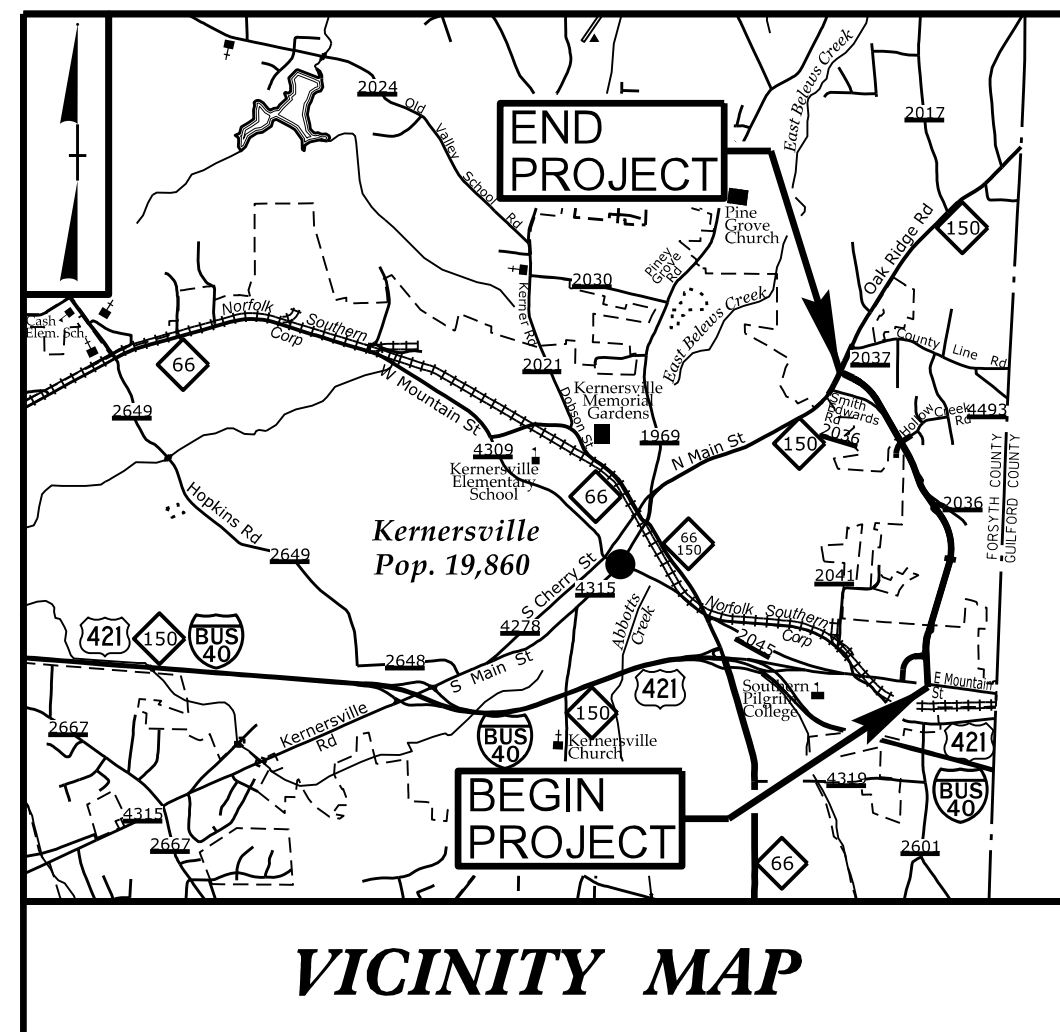 2024
Old Valley School Rd
END
PROJECT
East Belews Creek
2017
150
Oak Ridge Rd
Pine
Grove
Church
Piney
Grove
Rd
2030
Kerner Rd
East Belews Creek
Cash
Elem. Sch.
Norfolk Southern
Corp
66
2037
County Line Rd
2021
W Mountain St
2649
Kernersville
Memorial
Gardens
Dobson St
Smith
Edwards
Rd
Hollow Creek Rd
4493
2036
1969
N Main St
150
4309
Kernersville
Elementary
School
66
Hopkins Rd
2036
FORSYTH COUNTY
GUILFORD COUNTY
Kernersville
Pop. 19,860
66
150
2649
S Cherry St
4315
2041
Abbotts
Creek
Norfolk Southern
Corp
421
150
BUS
40
4278
2648
S Main St
2045
421
E Mountain
St
Southern
Pilgrim
College
150
2667
Kernersville
Rd
BUS
40
Kernersville
Church
421
BEGIN
PROJECT
4319
BUS
40
4315
2667
2601
66
VICINITY MAP